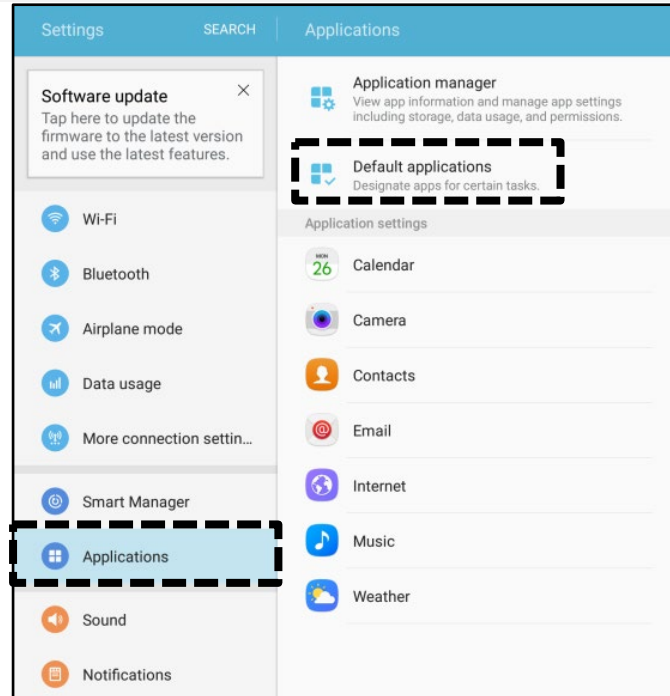 Settings
SEARCH
Software update
Tap here to update the
firmware to the latest version
and use the latest features.
Wi-Fi
Bluetooth
Airplane mode
Data usage
More connection settin...
Smart Manager
Applications
Sound
Notifications
Applications
Application manager
View app information and manage app settings
including storage, data usage, and permissions.
Default applications
Designate apps for certain tasks.
Application settings
MON
26
Calendar
Camera
Contacts
@
Email
Internet
Music
Weather